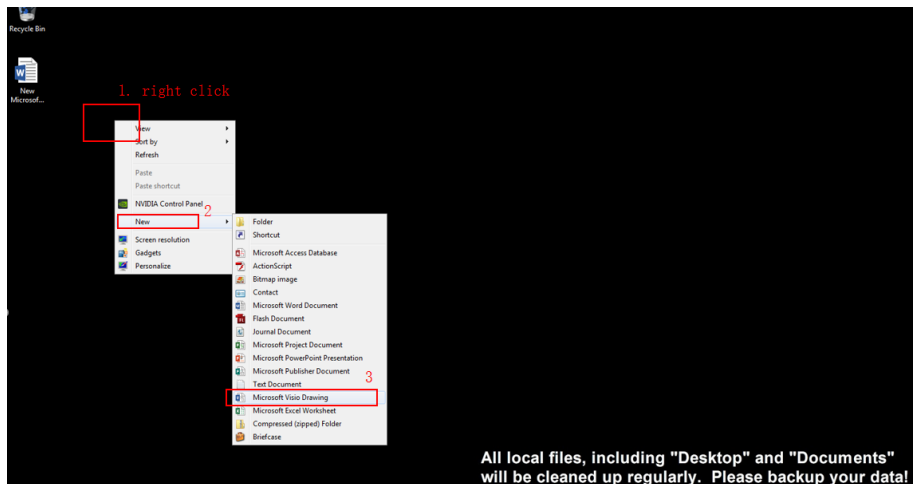 Recycle Bin
New
Microsof...
1. right click
View
Sort by
Refresh
Paste
Paste shortcut
NVIDIA Control Panel
2
New
Screen resolution
Gadgets
Personalize
Folder
Shortcut
Microsoft Access Database
ActionScript
Bitmap image
Contact
Microsoft Word Document
Flash Document
Journal Document
Microsoft Project Document
Microsoft PowerPoint Presentation
Microsoft Publisher Document
3
Text Document
Microsoft Visio Drawing
Microsoft Excel Worksheet
Compressed (zipped) Folder
Briefcase
All local files, including "Desktop" and "Documents"
will be cleaned up regularly. Please backup your data!